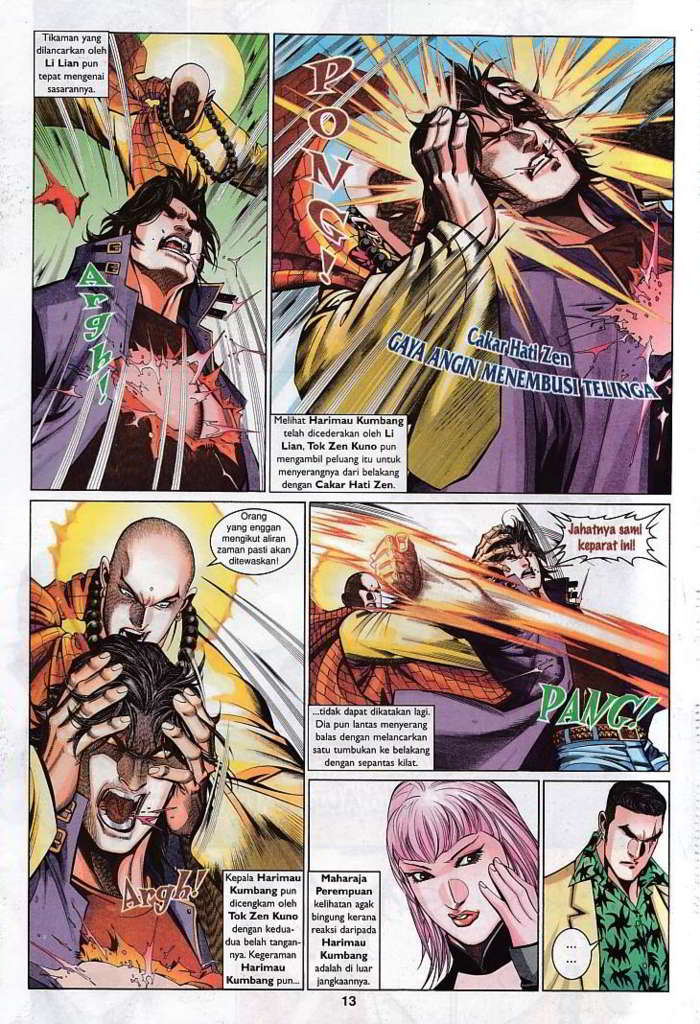 Tikaman yang
dilancarkan oleh
Li Lian pun
tepat mengenai
sasarannya.
Argh!
PONG!
Cakar Hati Zen
GAYA ANGIN MENEMBUSI TELINGA
Melihat Harimau Kumbang
telah dicederakan oleh Li
Lian, Tok Zen Kuno pun
mengambil peluang itu untuk
menyerangnya dari belakang
dengan Cakar Hati Zen.
Orang
yang enggan
mengikut aliran
zaman pasti akan
ditewaskan!
Argh!
Kepala Harimau
Kumbang pun
dicengkam oleh
Tok Zen Kuno
dengan kedua-
dua belah tangan-
nya. Kegeraman
Harimau
Kumbang pun...
Jahatnya sami
keparat ini!
PANG!
...tidak dapat dikatakan lagi.
Dia pun lantas menyerang
balas dengan melancarkan
satu tumbukan ke belakang
dengan sepantas kilat.
Maharaja
Perempuan
kelihatan agak
bingung kerana
reaksi daripada
Harimau
Kumbang
adalah di luar
jangkaannya.
...
...
13